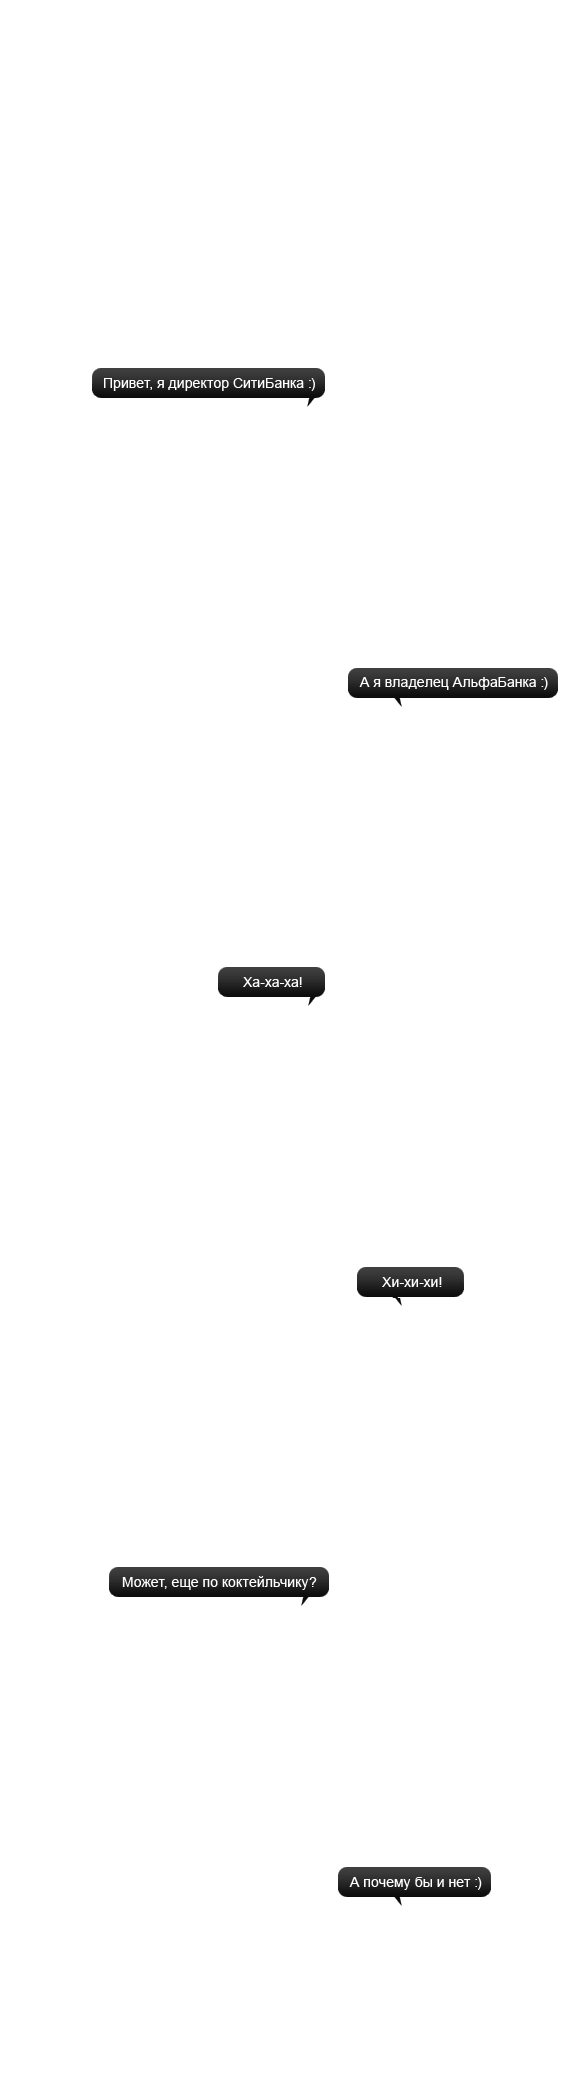 Привет, я директор СитиБанка :)
А я владелец АльфаБанка :)
Ха-ха-ха!
Хи-хи-хи!
Может, еще по коктейльчику?
А почему бы и нет :)